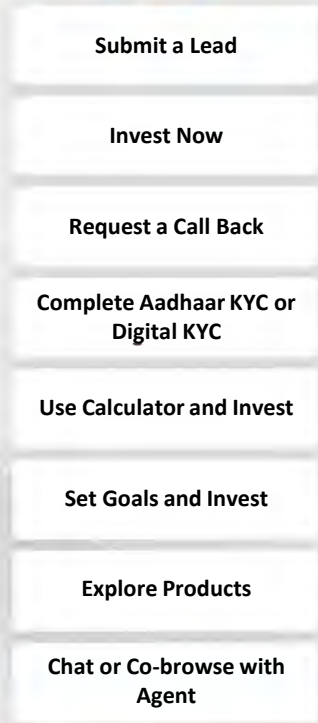 Submit a Lead
Invest Now
Request a Call Back
Complete Aadhaar KYC or
Digital KYC
Use Calculator and Invest
Set Goals and Invest
Explore Products
Chat or Co-browse with
Agent